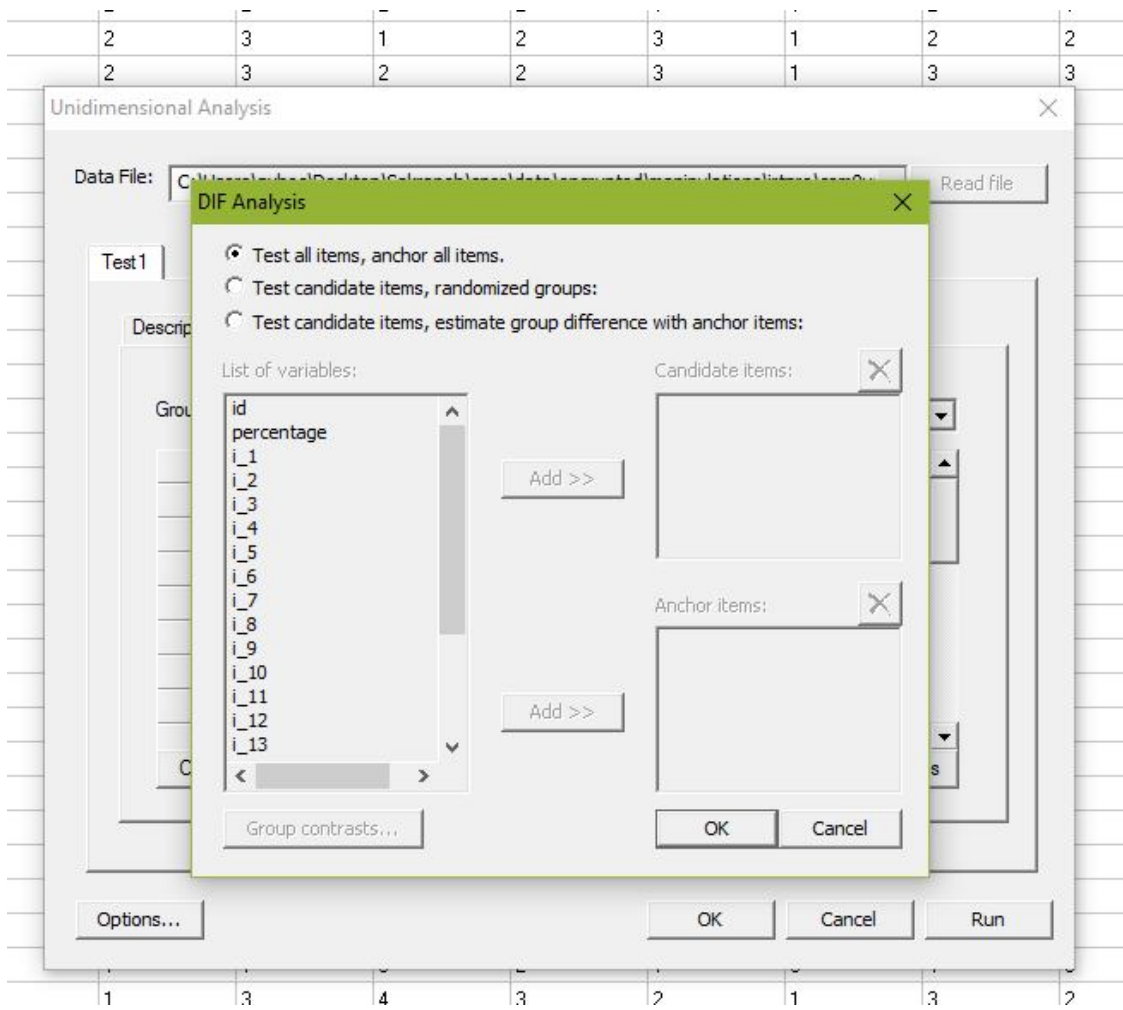 2 3 1 2 3 1 2 2
2 3 2 2 3 1 3 3
Unidimensional Analysis
Data File:
Read file
DIF Analysis
Test1
Test all items, anchor all items.
Test candidate items, randomized groups:
Descrip
Test candidate items, estimate group difference with anchor items:
List of variables:
Candidate items:
Grou
id
percentage
i_1
i_2
Add >>
i_3
i_4
i_5
i_6
i_7
Anchor items:
i_8
i_9
i_10
i_11
Add >>
i_12
i_13
C
s
Group contrasts...
OK
Cancel
Options...
OK
Cancel
Run
1 3 4 3 2 1 3 2